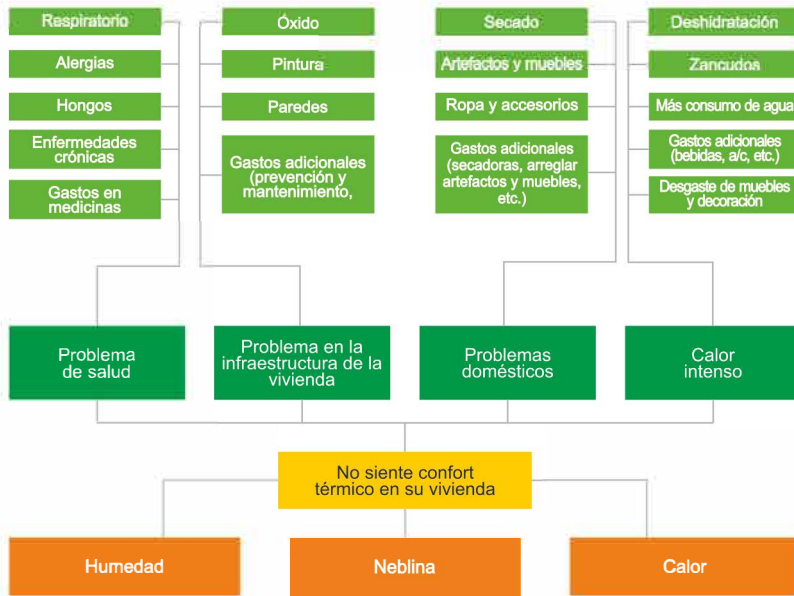 Respiratorio
Alergias
Hongos
Enfermedades
crónicas
Gastos en
medicinas
Óxido
Pintura
Paredes
Gastos adicionales
(prevención y
mantenimiento,
Secado
Artefactos y muebles
Ropa y accesorios
Gastos adicionales
(secadoras, arreglar
artefactos y muebles,
etc.)
Deshidratación
Zancudos
Más consumo de agua
Gastos adicionales
(bebidas, a/c, etc.)
Desgaste de muebles
y decoración
Problema
de salud
Problema en la
infraestructura de la
vivienda
Problemas
domésticos
Calor
intenso
No siente confort
térmico en su vivienda
Humedad
Neblina
Calor